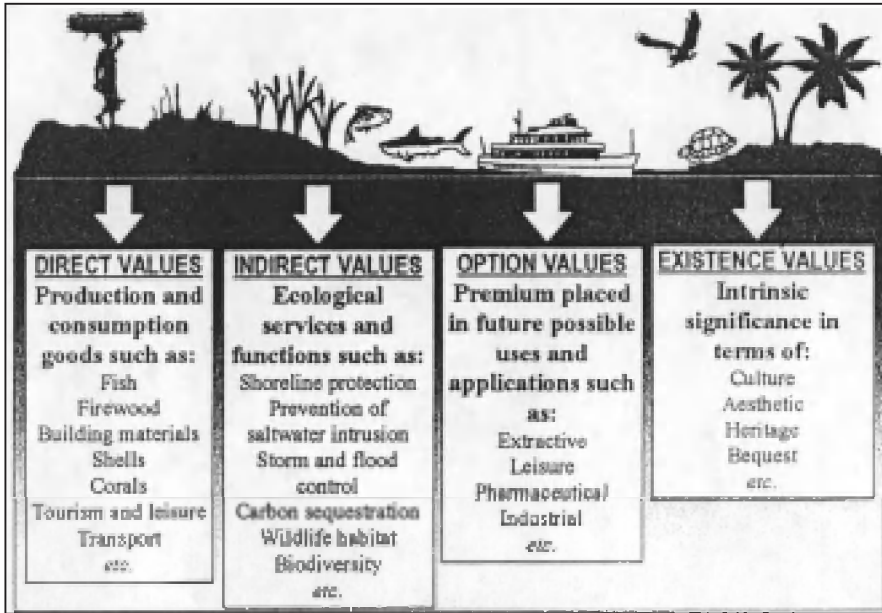 DIRECT VALUES
Production and
consumption
goods such as:
Fish
Firewood
Building materials
Shells
Corals
Tourism and leisure
Transport
etc.
INDIRECT VALUES
Ecological
services and
functions such as:
Shoreline protection
Prevention of
saltwater intrusion
Storm and flood
control
Carbon sequestration
Wildlife habitat
Biodiversity
etc.
OPTION VALUES
Premium placed
in future possible
uses and
applications such
as:
Extractive
Leisure
Pharmaceutical
Industrial
etc.
EXISTENCE VALUES
Intrinsic
significance in
terms of:
Culture
Aesthetic
Heritage
Bequest
etc.